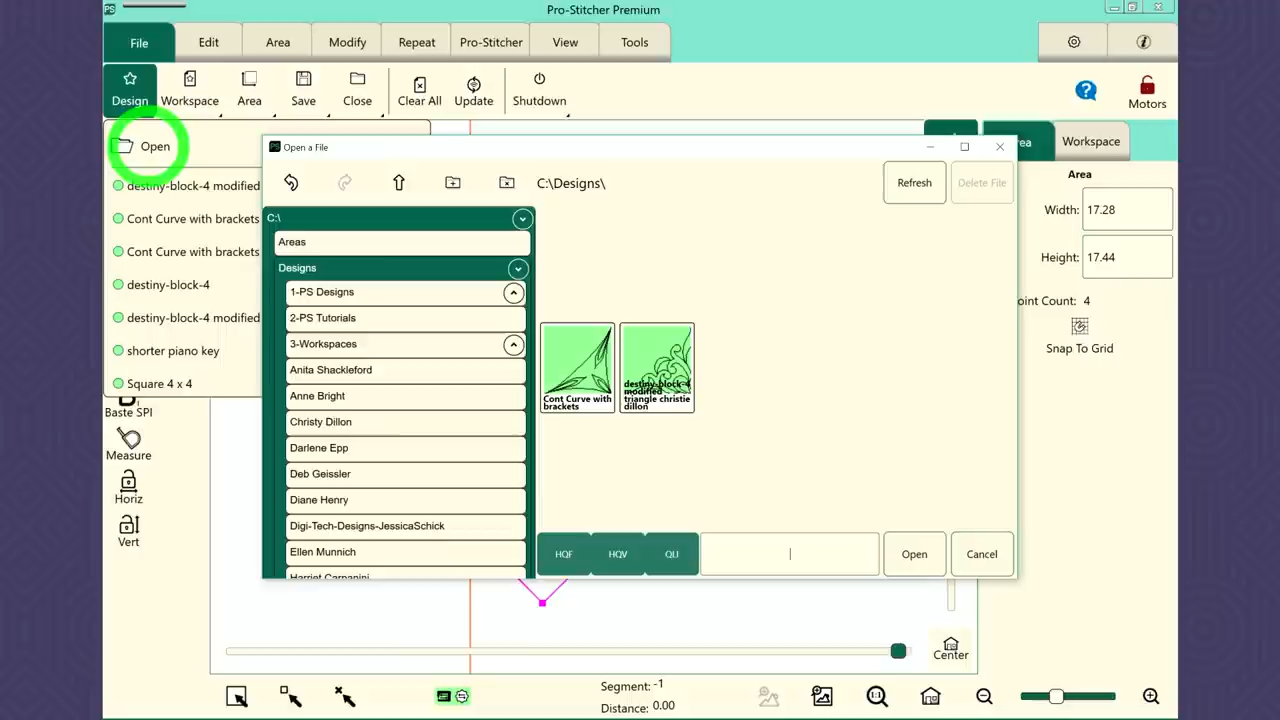 PS
Pro-Stitcher Premium
File
Edit
Area
Modify
Repeat
Pro-Stitcher
View
Tools
Design
Workspace
Area
Save
Close
Clear All
Update
Shutdown
Motors
Open
destiny-block-4 modified
Cont Curve with brackets
Cont Curve with brackets
destiny-block-4
destiny-block-4 modified
shorter piano key
Square 4 x 4
Baste SPI
Measure
Horiz
Vert
PS Open a File
C:\Designs\
Refresh
Delete File
C:\
Areas
Designs
1-PS Designs
2-PS Tutorials
3-Workspaces
Anita Shackleford
Anne Bright
Christy Dillon
Darlene Epp
Deb Geissler
Diane Henry
Digi-Tech-Designs-JessicaSchick
Ellen Munnich
Harriet Carpanini
Cont Curve with
brackets
destiny-block-4
modified
triangle christie
dillon
HQF
HQV
QLI
Open
Cancel
ea
Workspace
Area
Width:
17.28
Height:
17.44
oint Count: 4
Snap To Grid
Center
Segment: -1
Distance: 0.00